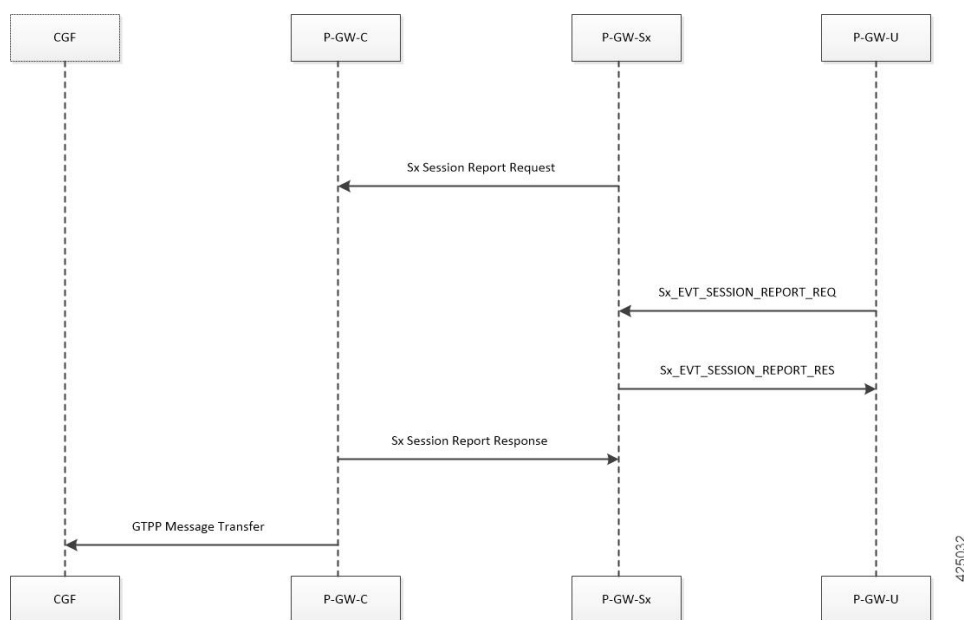 CGF
P-GW-C
P-GW-Sx
P-GW-U
Sx Session Report Request
Sx_EVT_SESSION_REPORT_REQ
Sx_EVT_SESSION_REPORT_RES
Sx Session Report Response
GTPP Message Transfer
425032
CGF
P-GW-C
P-GW-Sx
P-GW-U